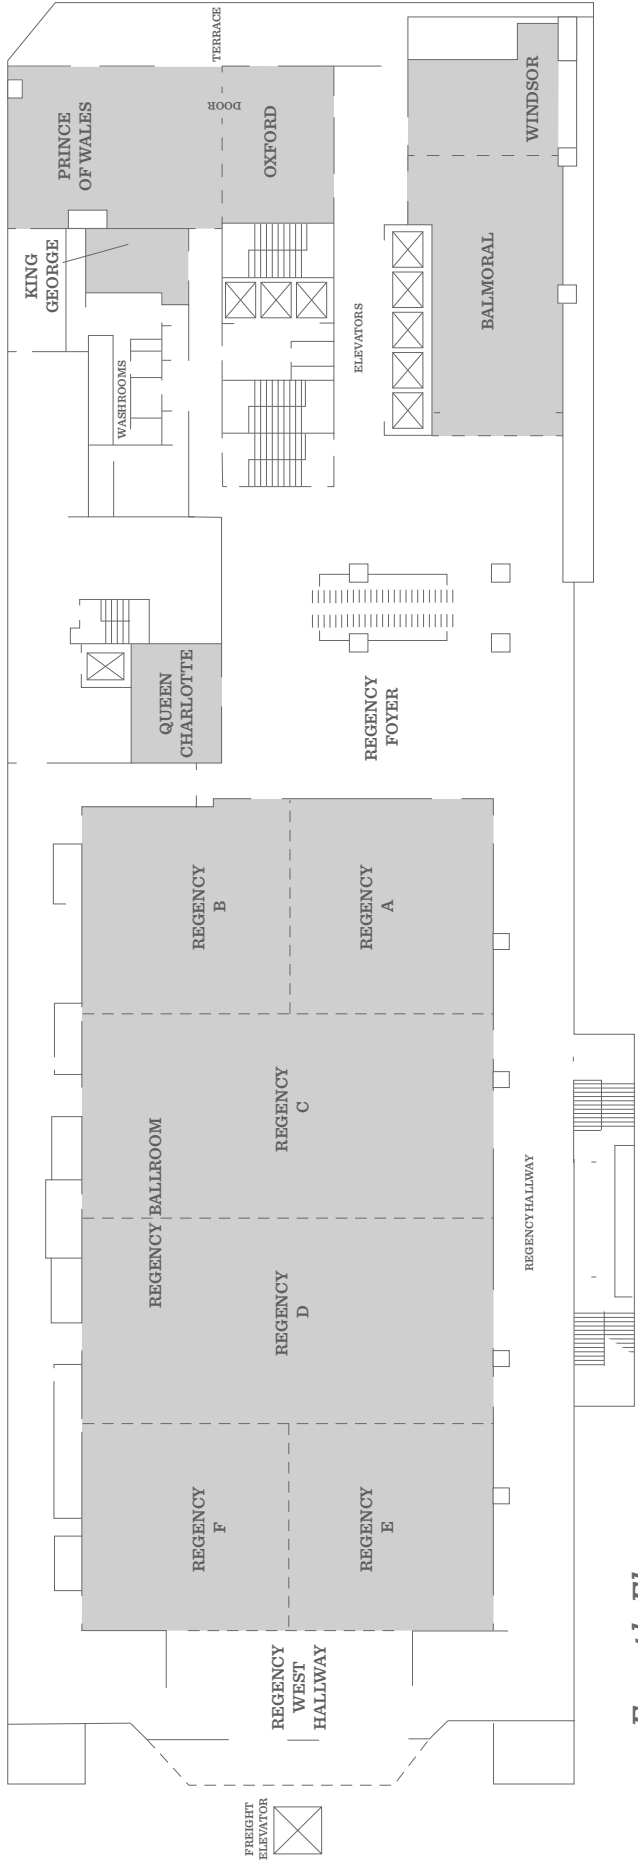 TERRACE
PRINCE
OF WALES
DOOR
OXFORD
WINDSOR
KING
GEORGE
BALMORAL
WASHROOMS
ELEVATORS
QUEEN
CHARLOTTE
REGENCY
FOYER
REGENCY
B
REGENCY
A
REGENCY
C
REGENCY BALLROOM
REGENCY HALLWAY
REGENCY
D
REGENCY
F
REGENCY
E
REGENCY
WEST
HALLWAY
FREIGHT
ELEVATOR